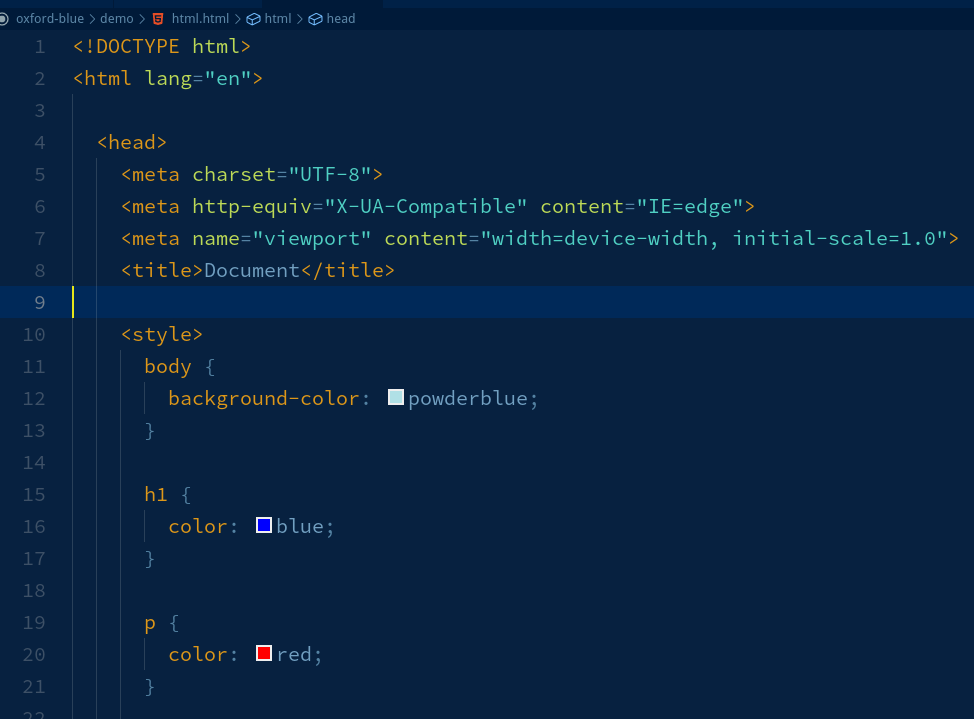 oxford-blue > demo > html.html > html > head
1 <!DOCTYPE html>
2 <html lang="en">
3
4 <head>
5 <meta charset="UTF-8">
6 <meta http-equiv="X-UA-Compatible" content="IE=edge">
7 <meta name="viewport" content="width=device-width, initial-scale=1.0">
8 <title>Document</title>
9
10 <style>
11 body {
12 background-color: powderblue;
13 }
14
15 h1 {
16 color: blue;
17 }
18
19 p {
20 color: red;
21 }
22